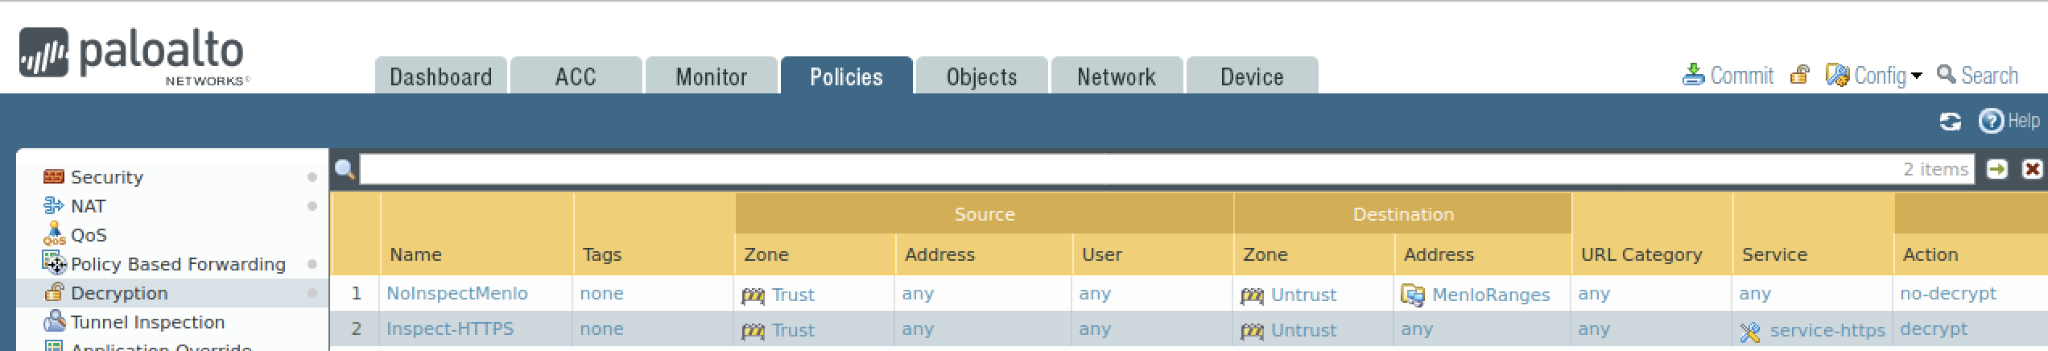 paloalto
NETWORKS
Dashboard ACC Monitor Policies Objects Network Device
Commit Config Search
Help
Security
NAT
QoS
Policy Based Forwarding
Decryption
Tunnel Inspection
Application Override
2 items
Source Destination
Name Tags Zone Address User Zone Address URL Category Service Action
1 NoInspectMenlo none Trust any any Untrust MenloRanges any any no-decrypt
2 Inspect-HTTPS none Trust any any Untrust any any service-https decrypt